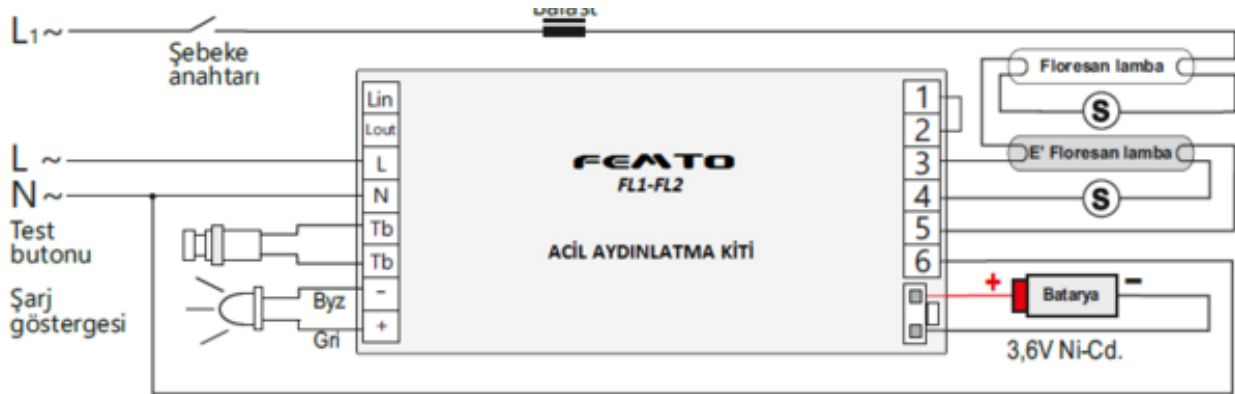 Balast
L1~
Şebeke
anahtarı
Floresan lamba
S
Lin
Lout
L
N
Tb
Tb
-
+
1
2
3
4
5
6
L ~
N ~
FEMTO
FL1-FL2
ACİL AYDINLATMA KİTİ
E' Floresan lamba
S
Test
butonu
Şarj
göstergesi
Byz
Gri
+
Batarya
-
3,6V Ni-Cd.